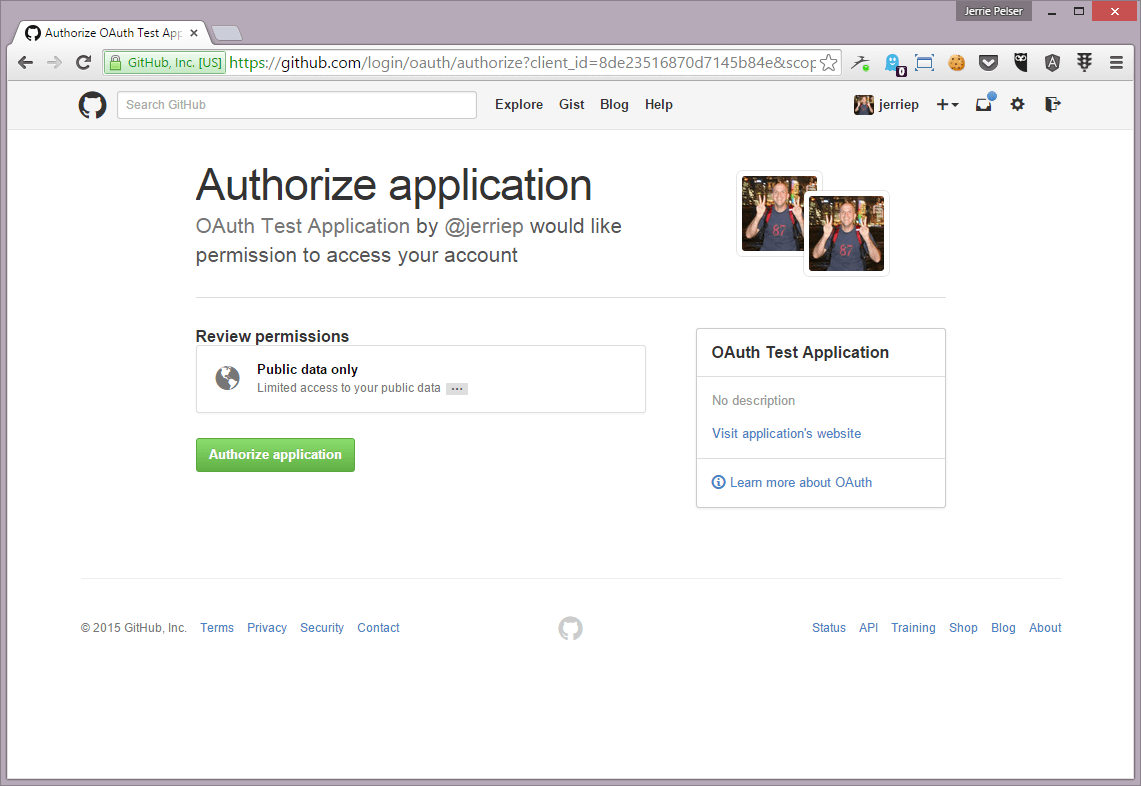 Jerrie Pelser
Authorize OAuth Test App
GitHub, Inc. [US] https://github.com/login/oauth/authorize?client_id=8de23516870d7145b84e&scop
0
Search GitHub Explore Gist Blog Help jerriep
Authorize application
OAuth Test Application by @jerriep would like
permission to access your account
87
87
Review permissions
Public data only
Limited access to your public data ...
Authorize application
OAuth Test Application
No description
Visit application's website
Learn more about OAuth
© 2015 GitHub, Inc. Terms Privacy Security Contact Status API Training Shop Blog About